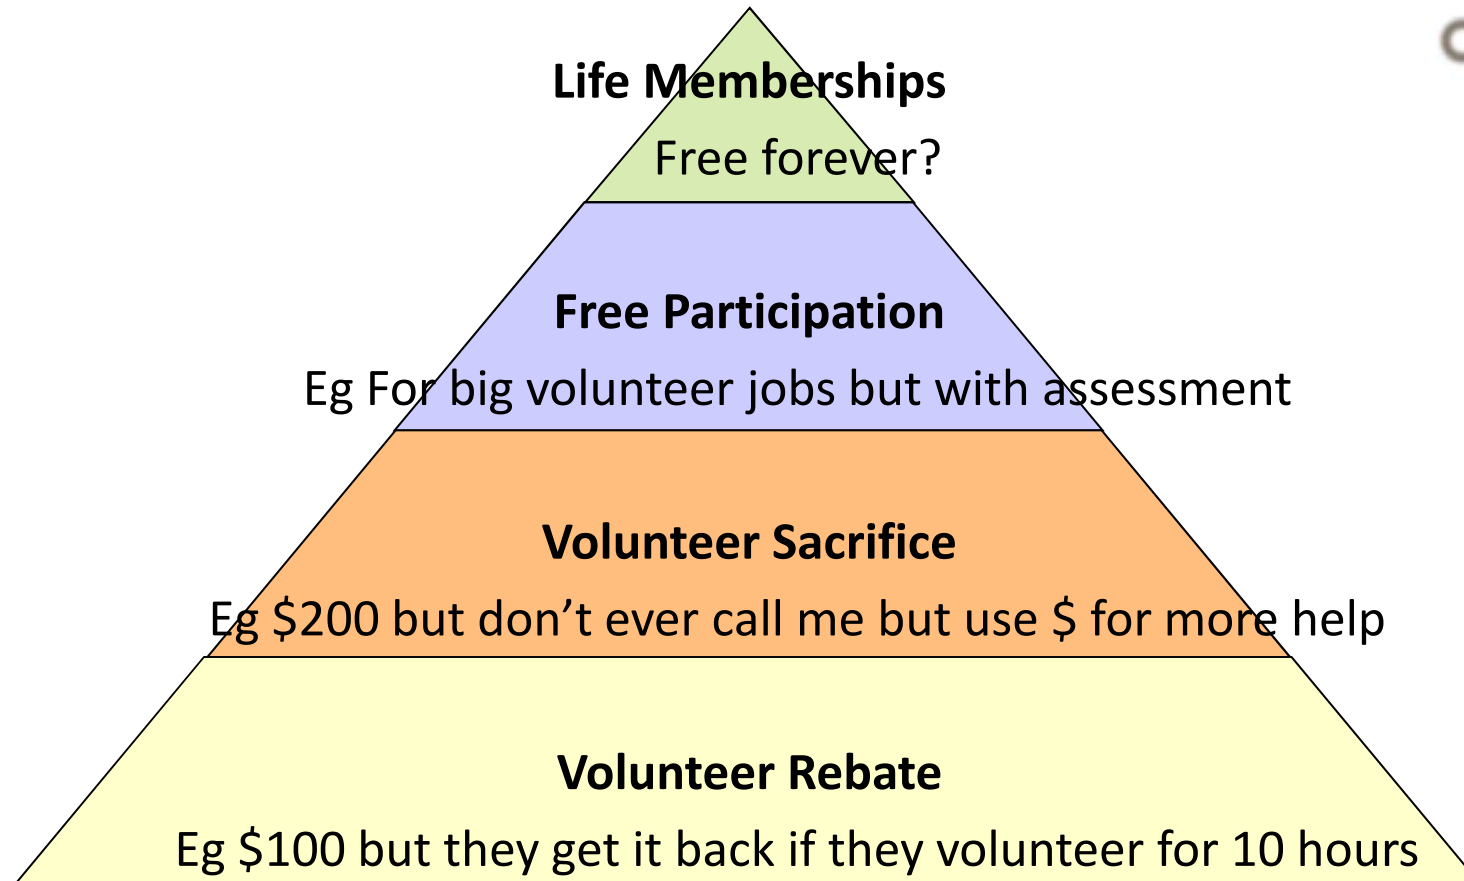 Life Memberships
Free forever?
Free Participation
Eg For big volunteer jobs but with assessment
Volunteer Sacrifice
Eg $200 but don’t ever call me but use $ for more help
Volunteer Rebate
Eg $100 but they get it back if they volunteer for 10 hours